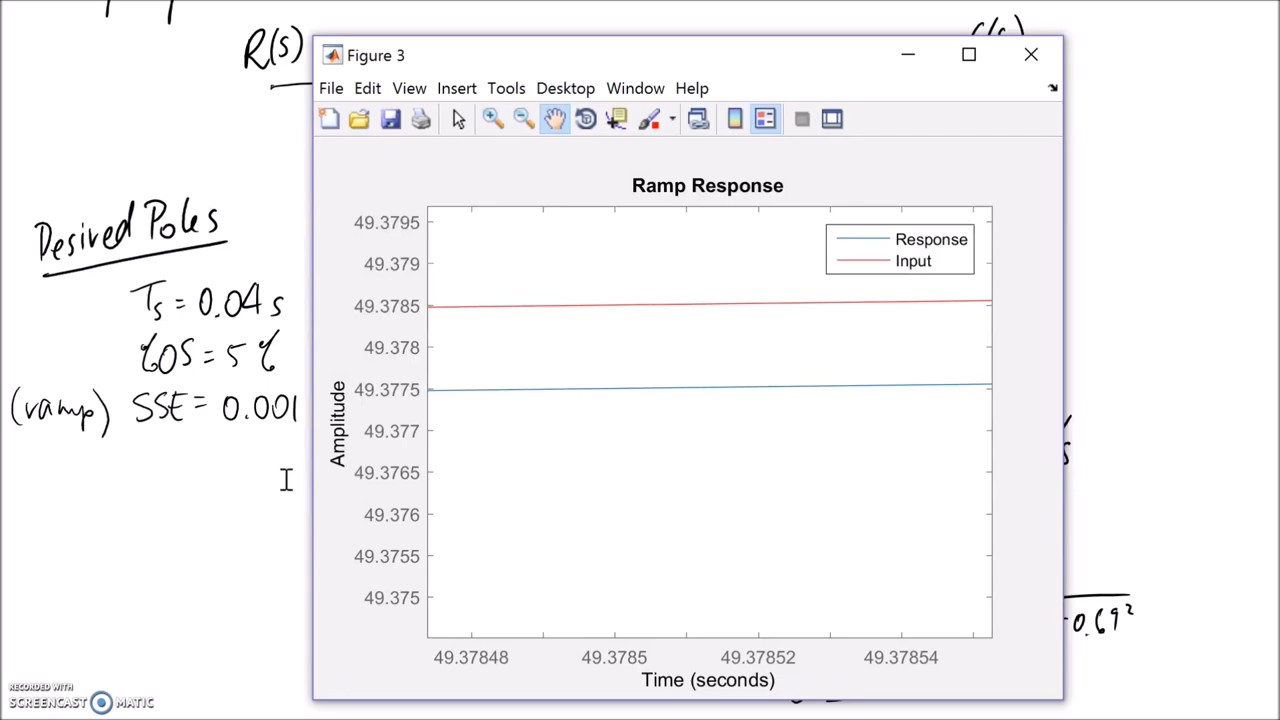 R(s)
Figure 3
File Edit View Insert Tools Desktop Window Help
Ramp Response
Desired Poles
Ts = 0.04 s
%OS = 5 %
(ramp) SSE = 0.001
Response
Input
49.3795
49.379
49.3785
49.378
49.3775
49.377
49.3765
49.376
49.3755
49.375
Amplitude
49.37848 49.3785 49.37852 49.37854
Time (seconds)
0.69²
RECORDED WITH
SCREENCAST MATIC